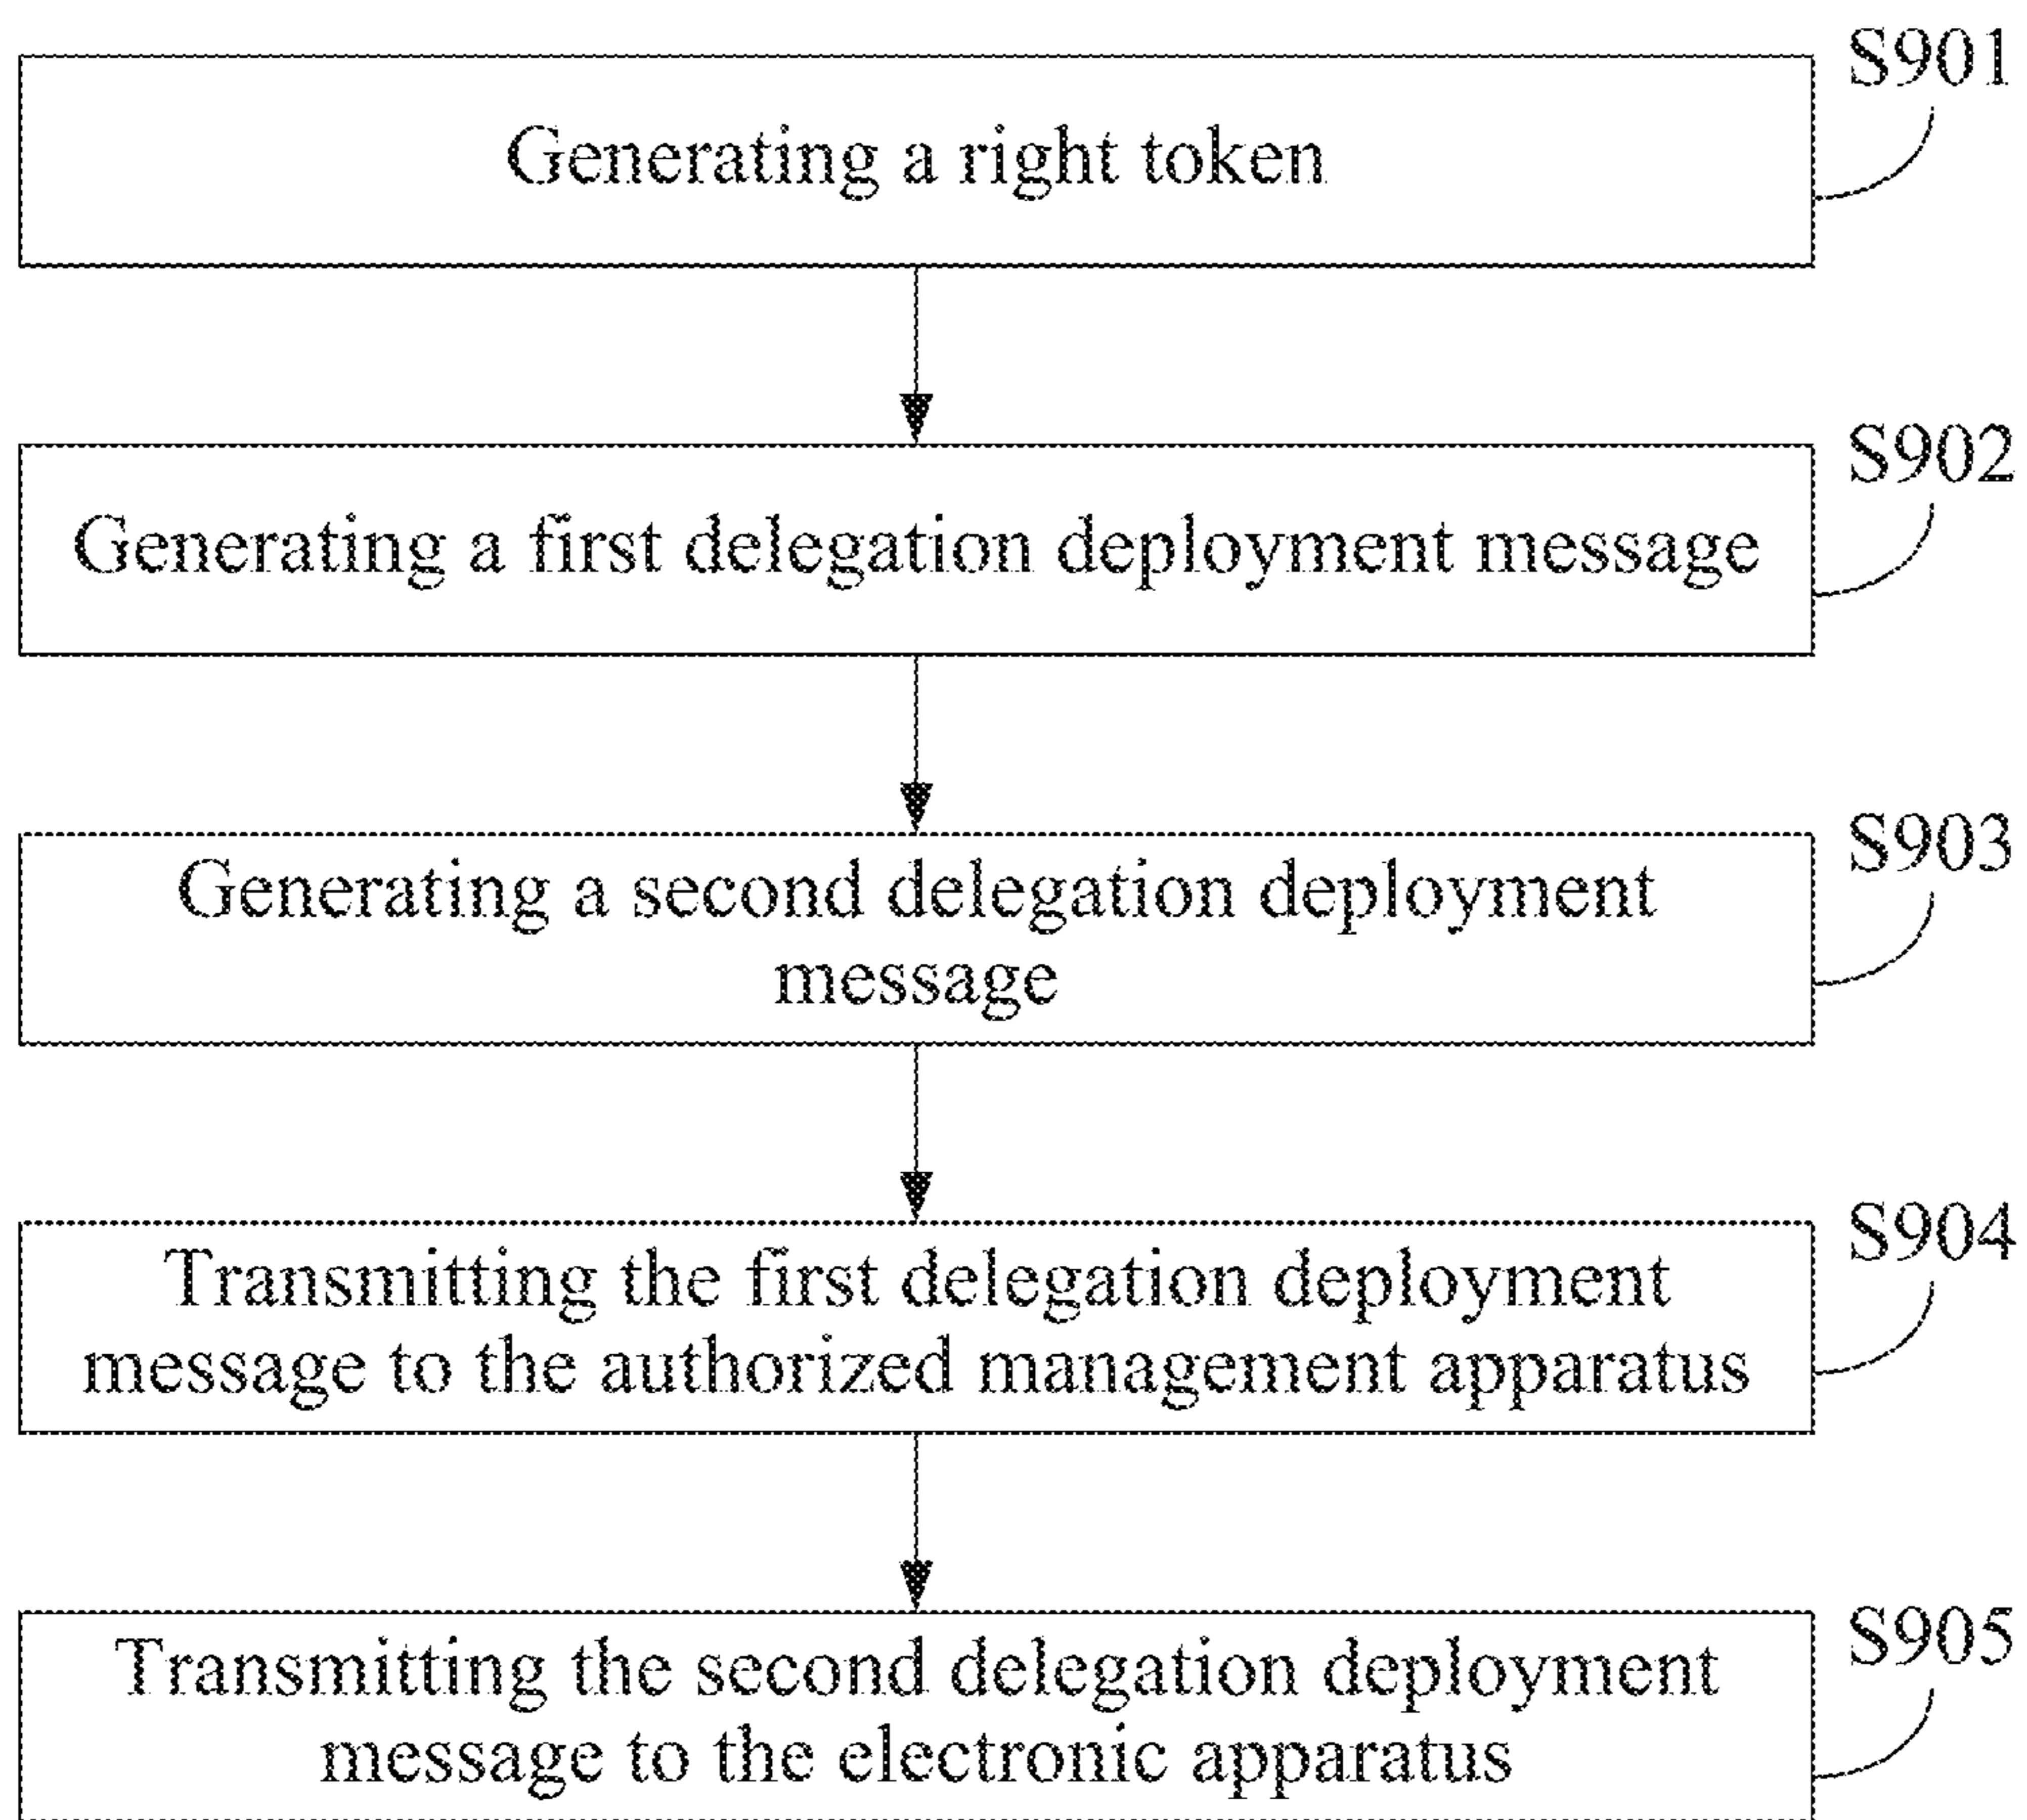 S901
Generating a right token
S902
Generating a first delegation deployment message
S903
Generating a second delegation deployment
message
S904
Transmitting the first delegation deployment
message to the authorized management apparatus
S905
Transmitting the second delegation deployment
message to the electronic apparatus